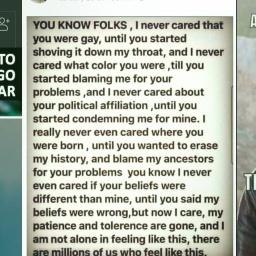 YOU KNOW FOLKS , I never cared that
you were gay, until you started
shoving it down my throat, and I never
cared what color you were ,till you
started blaming me for your
problems ,and I never cared about
your political affiliation ,until you
started condemning me for mine. I
really never even cared where you
were born , until you wanted to erase
my history, and blame my ancestors
for your problems you know I never
even cared if your beliefs were
different than mine, until you said my
beliefs were wrong,but now I care, my
patience and tolerence are gone, and I
am not alone in feeling like this, there
are millions of us who feel like this.
TO
GO
AR